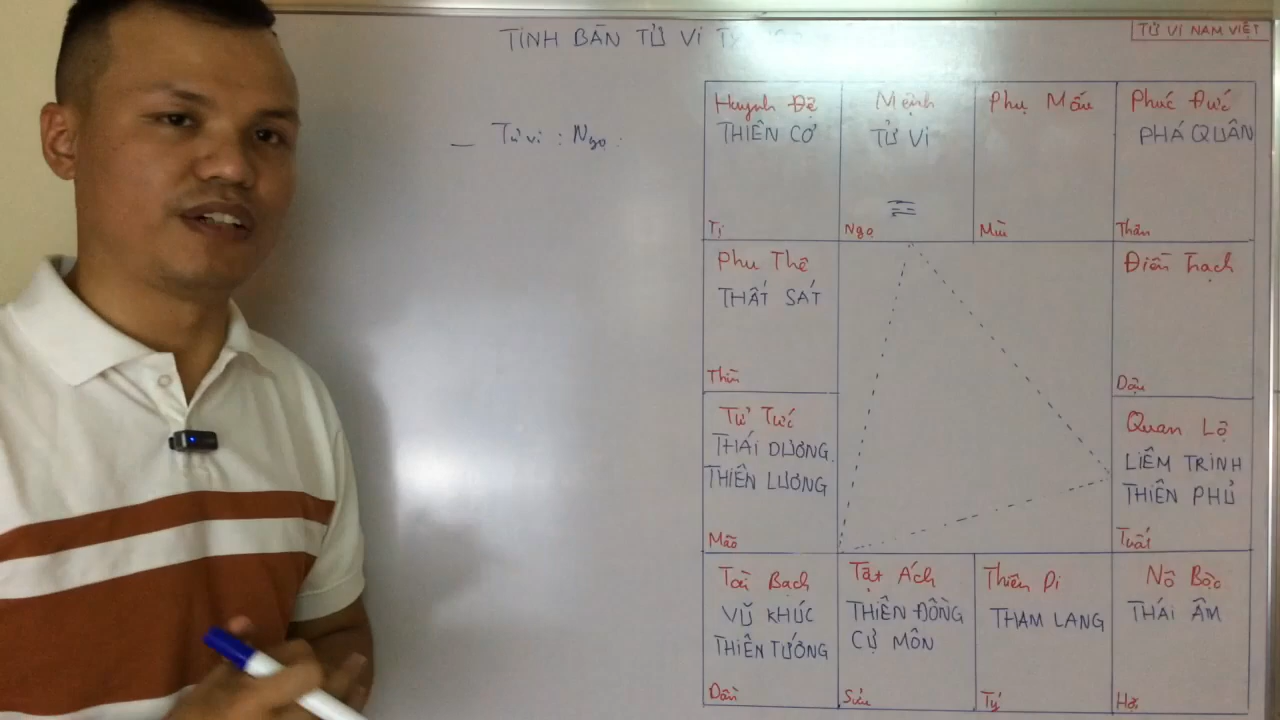 TINH BÀN TỬ VI
TỬ VI NAM VIỆT
_ Tử vi : Ngọ :
Huynh Đệ
THIÊN CƠ
Tị
Mệnh
TỬ VI
Ngọ
Phụ Mẫu
Mùi
Phúc Đức
PHÁ QUÂN
Thân
Phu Thê
THẤT SÁT
Thìn
Điền Trạch
Dậu
Tử Tức
THÁI DƯƠNG
THIÊN LƯƠNG
Mão
Quan Lộ
LIÊM TRINH
THIÊN PHỦ
Tuất
Tài Bạch
VŨ KHÚC
THIÊN TƯỚNG
Dần
Tật Ách
THIÊN ĐỒNG
CỰ MÔN
Sửu
Thiên Di
THAM LANG
Tý
Nô Bộc
THÁI ÂM
Hợi